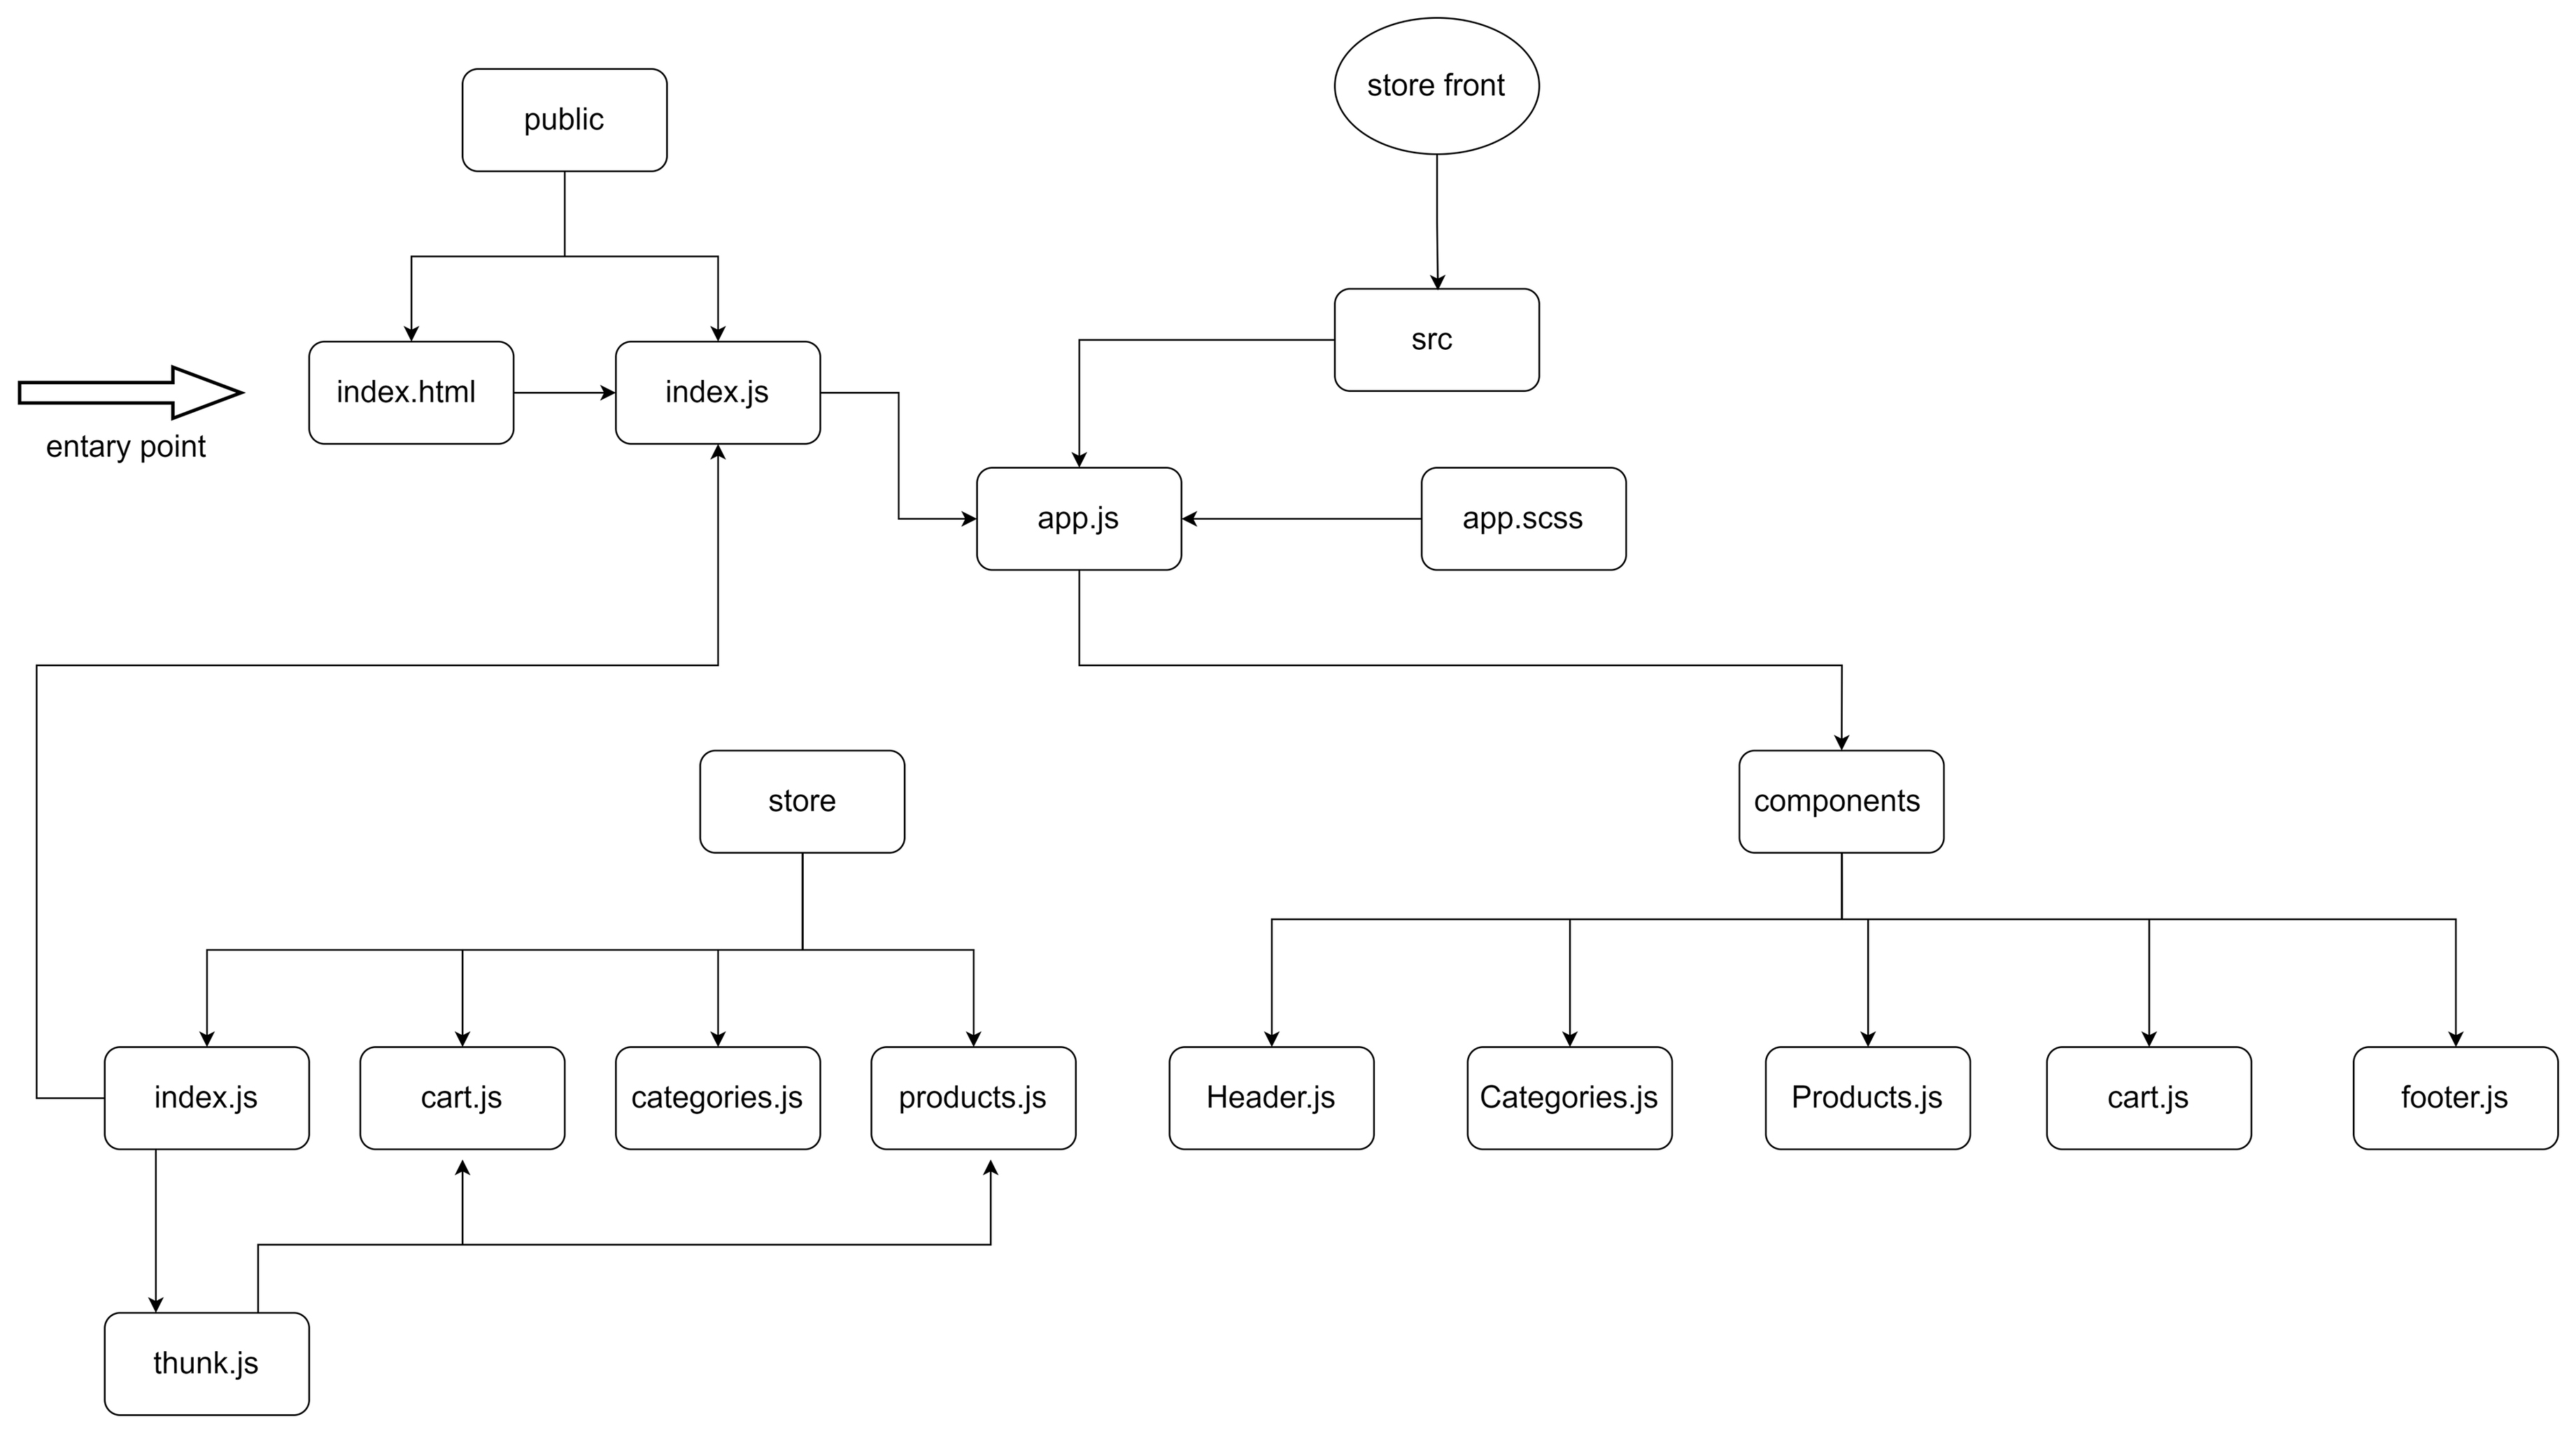 store front
public
src
index.html
index.js
entary point
app.js
app.scss
store
components
index.js
cart.js
categories.js
products.js
Header.js
Categories.js
Products.js
cart.js
footer.js
thunk.js